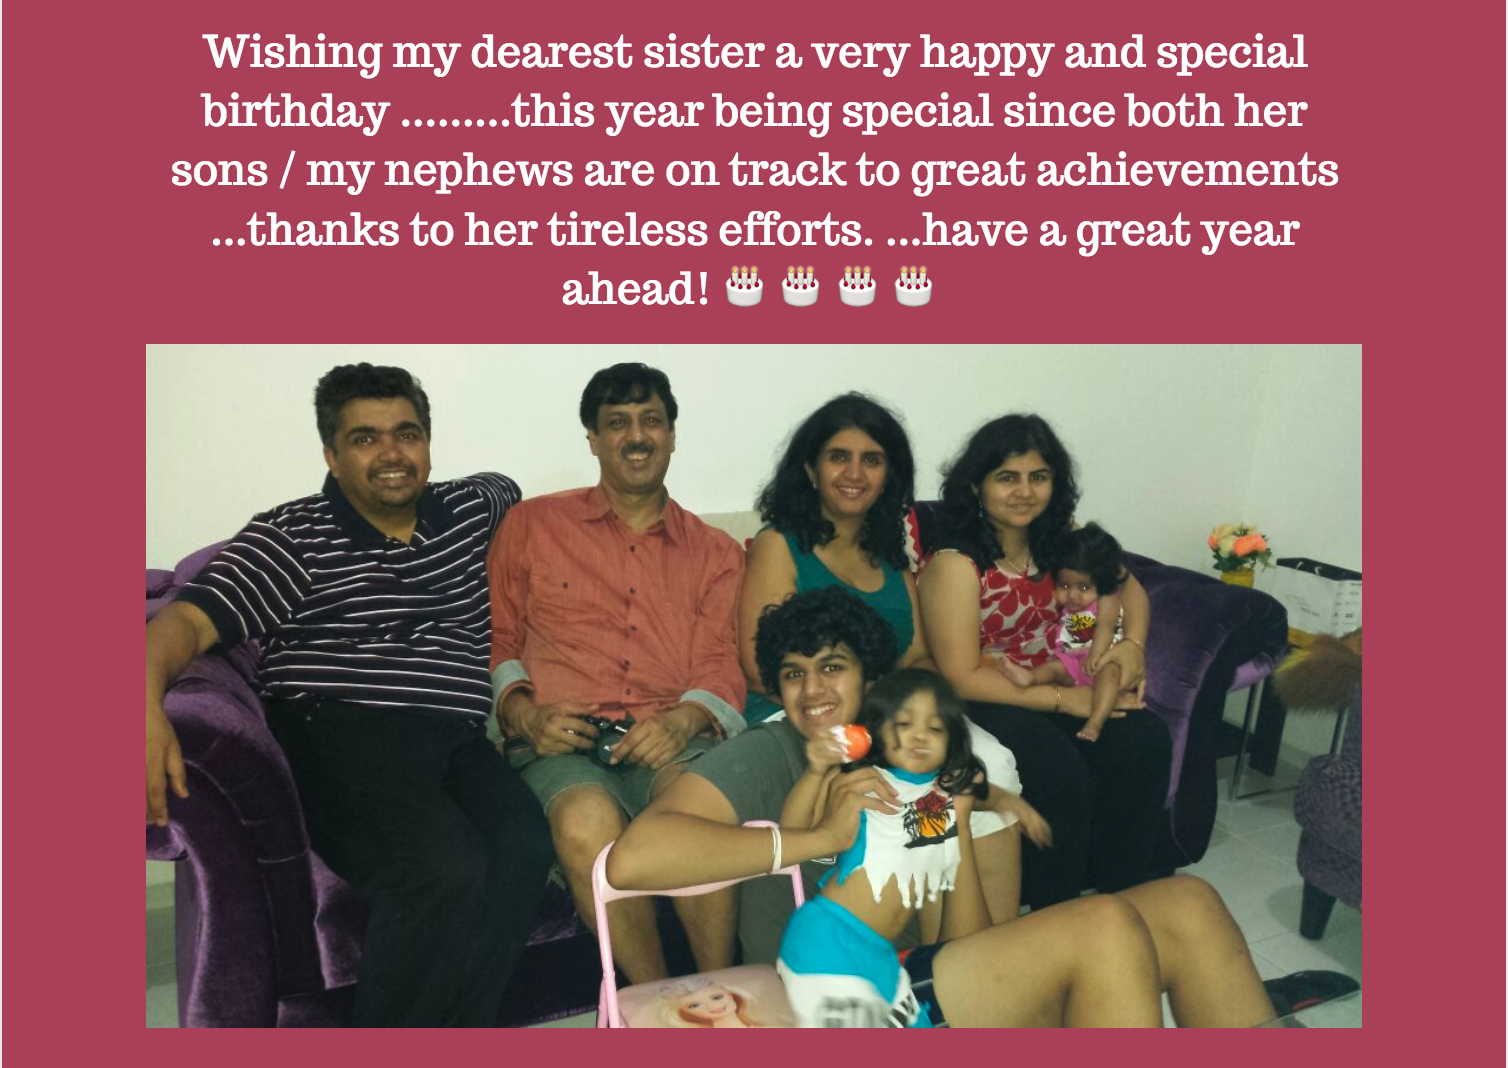 Wishing my dearest sister a very happy and special
birthday .........this year being special since both her
sons / my nephews are on track to great achievements
...thanks to her tireless efforts. ...have a great year
ahead! 🎂 🎂 🎂 🎂